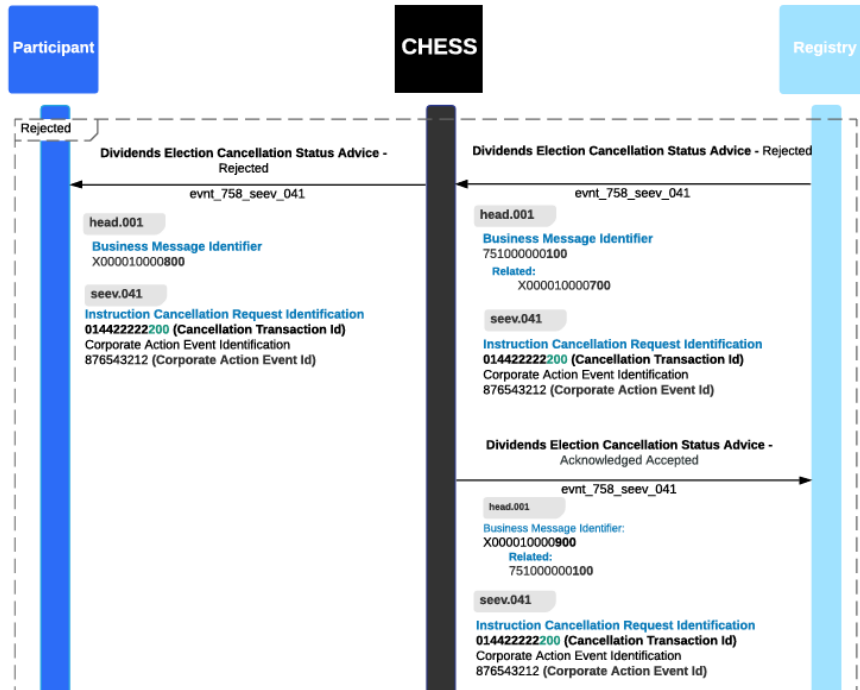 Participant
CHESS
Registry
Rejected
Dividends Election Cancellation Status Advice -
Rejected
evnt_758_seev_041
head.001
Business Message Identifier
X000010000800
seev.041
Instruction Cancellation Request Identification
014422222200 (Cancellation Transaction Id)
Corporate Action Event Identification
876543212 (Corporate Action Event Id)
Dividends Election Cancellation Status Advice - Rejected
evnt_758_seev_041
head.001
Business Message Identifier
751000000100
Related:
X000010000700
seev.041
Instruction Cancellation Request Identification
014422222200 (Cancellation Transaction Id)
Corporate Action Event Identification
876543212 (Corporate Action Event Id)
Dividends Election Cancellation Status Advice -
Acknowledged Accepted
evnt_758_seev_041
head.001
Business Message Identifier:
X000010000900
Related:
751000000100
seev.041
Instruction Cancellation Request Identification
014422222200 (Cancellation Transaction Id)
Corporate Action Event Identification
876543212 (Corporate Action Event Id)